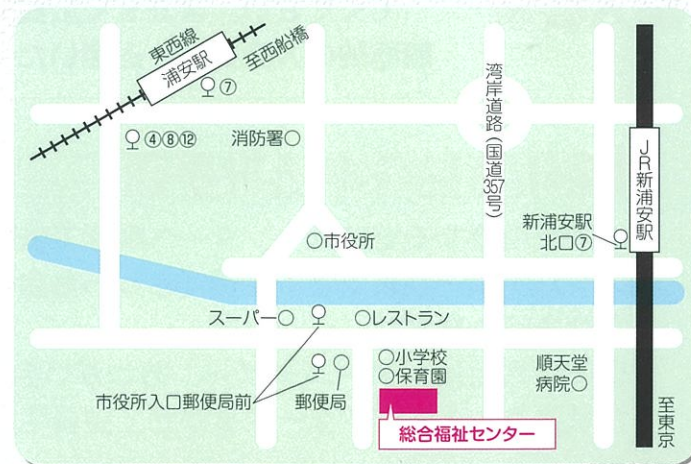 東西線
浦安駅
至西船橋
⑦
④⑧⑫
消防署
湾岸道路(国道357号)
JR新浦安駅
新浦安駅
北口⑦
市役所
スーパー
レストラン
小学校
保育園
順天堂
病院
市役所入口郵便局前
郵便局
総合福祉センター
至東京